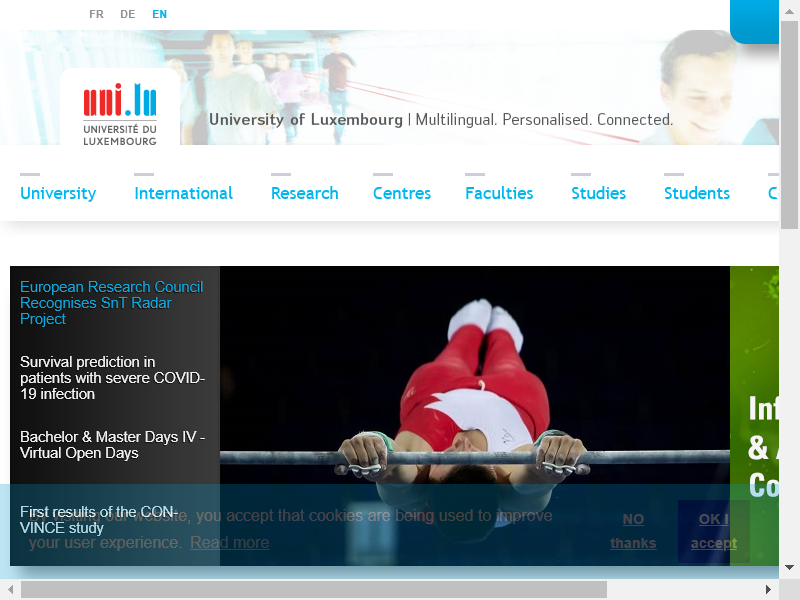 FR DE EN
uni.lu
UNIVERSITÉ DU
LUXEMBOURG
University of Luxembourg | Multilingual. Personalised. Connected.
University International Research Centres Faculties Studies Students
European Research Council
Recognises SnT Radar
Project
Survival prediction in
patients with severe COVID-
19 infection
Bachelor & Master Days IV -
Virtual Open Days
First results of the CON-
VINCE study
website, you accept that cookies are being used to improve
your user experience. Read more
NO
thanks
OK I
accept
&